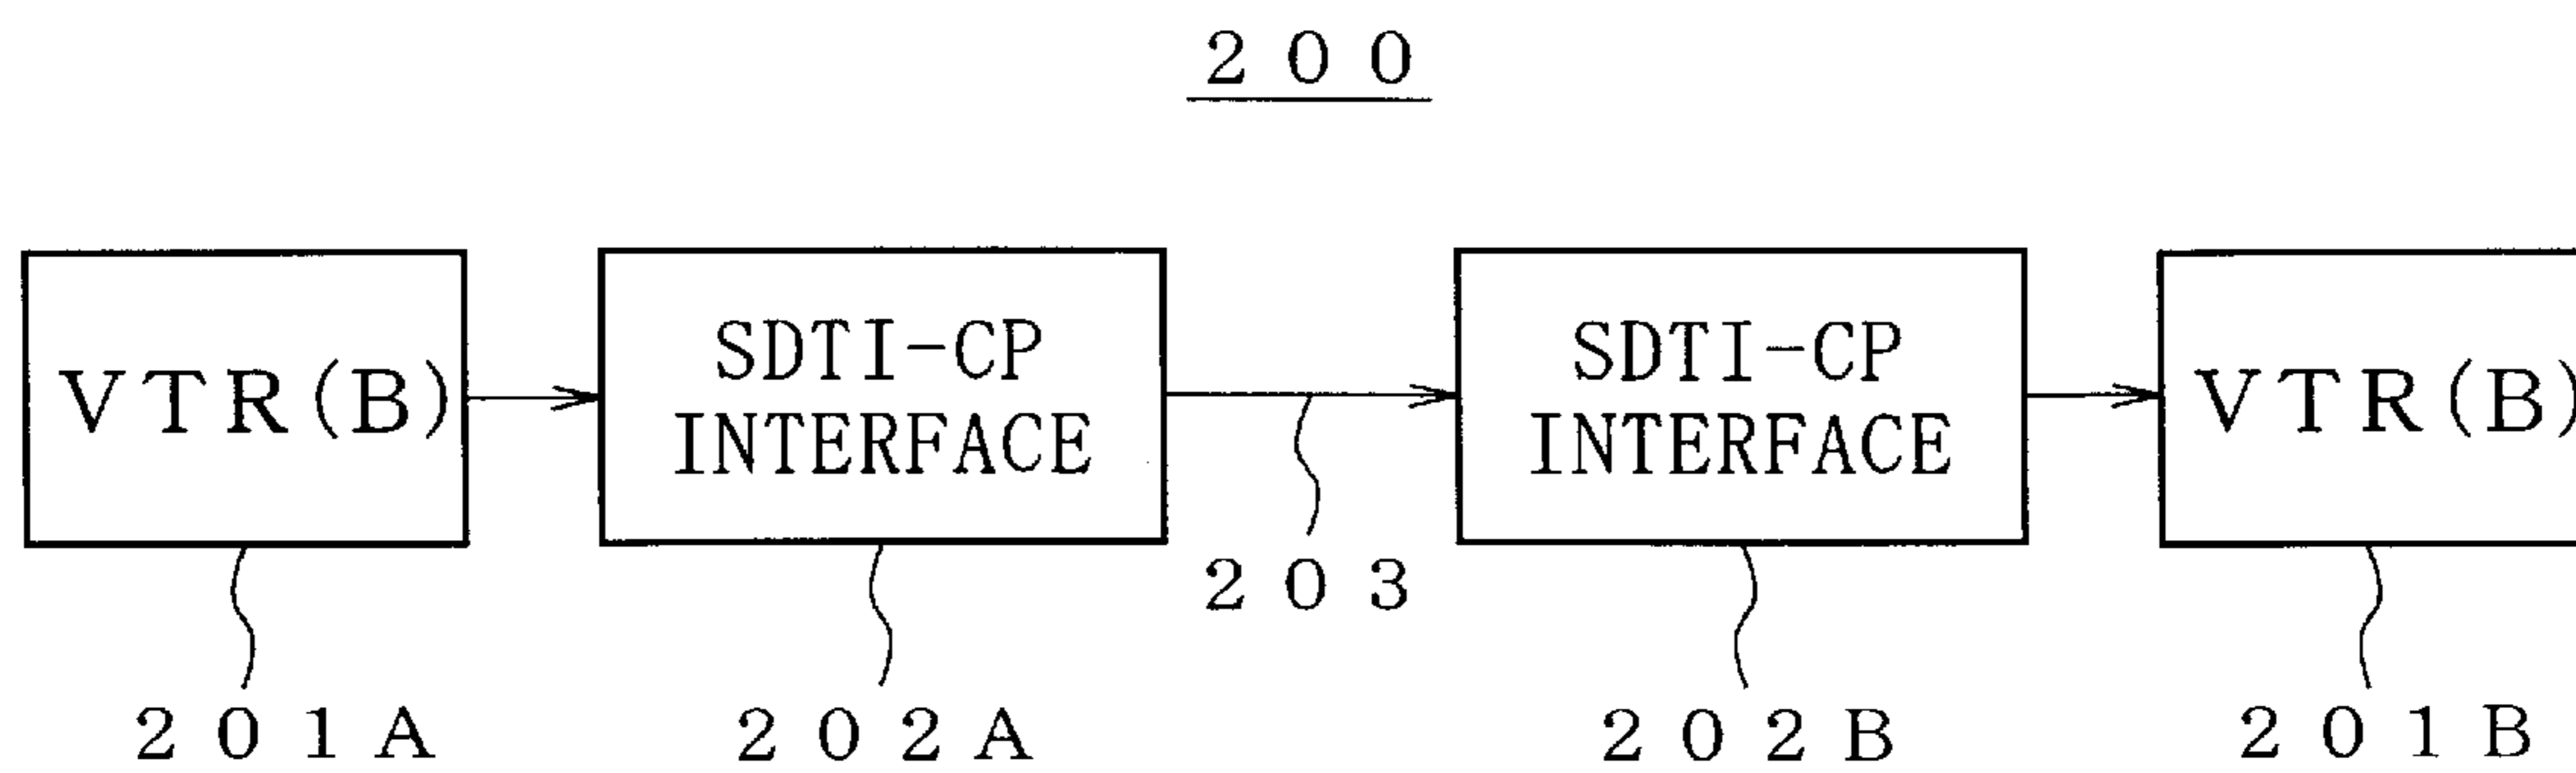 200
VTR(B)
SDTI-CP
INTERFACE
SDTI-CP
INTERFACE
VTR(B)
203
201A
202A
202B
201B